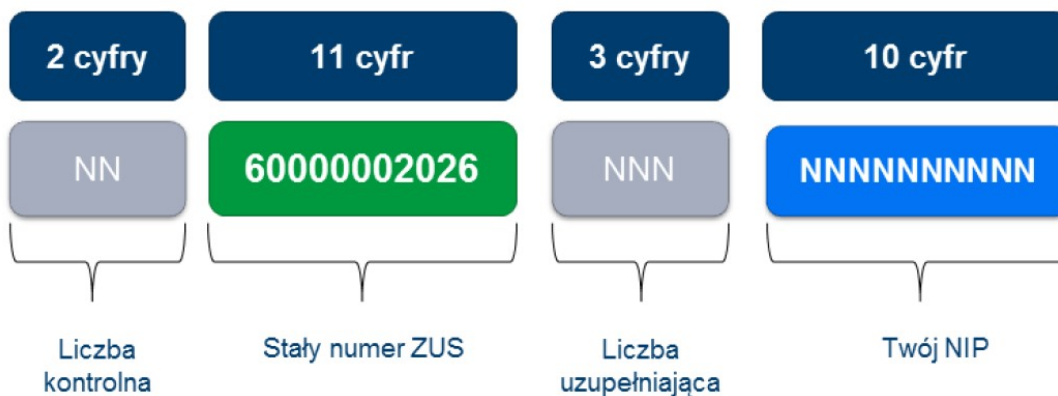 2 cyfry 11 cyfr 3 cyfry 10 cyfr
NN 60000002026 NNN NNNNNNNNNN
Liczba kontrolna
Stały numer ZUS
Liczba uzupełniająca
Twój NIP